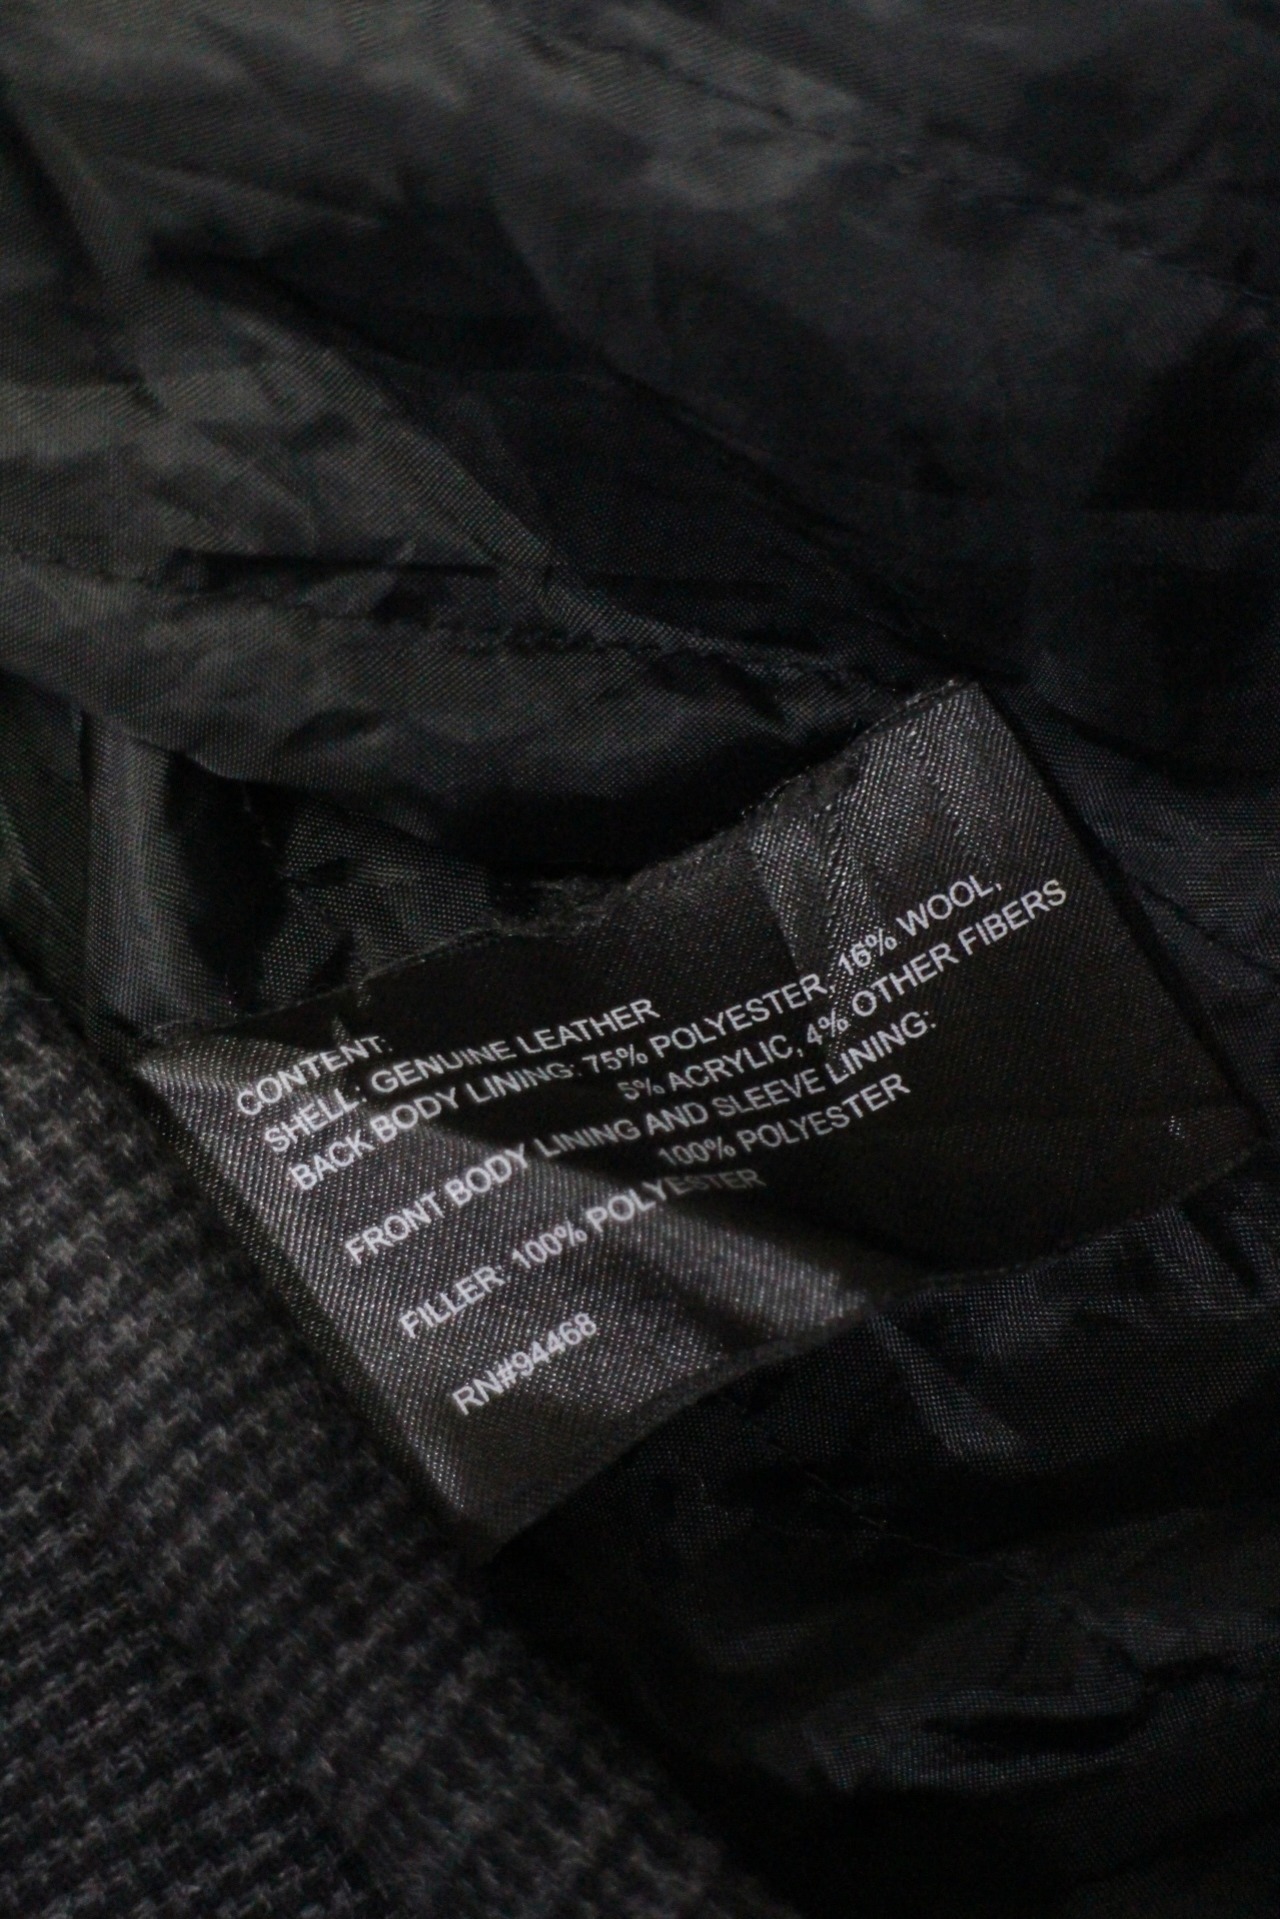 CONTENT:
SHELL: GENUINE LEATHER
BACK BODY LINING: 75% POLYESTER, 16% WOOL,
5% ACRYLIC, 4% OTHER FIBERS
FRONT BODY LINING AND SLEEVE LINING:
100% POLYESTER
FILLER: 100% POLYESTER
RN#94468